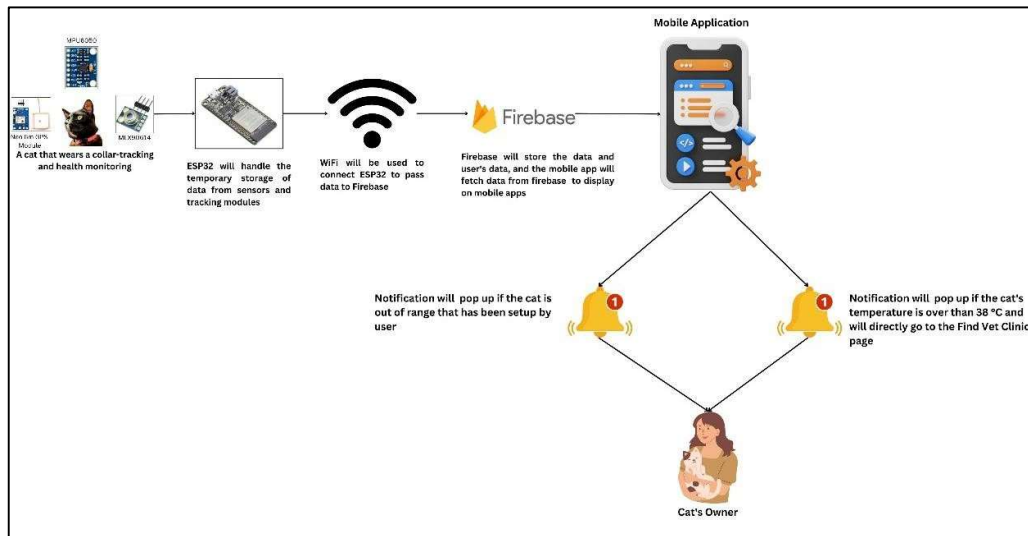 Mobile Application
MPU6050
MLX90614
Module
A cat that wears a collar-tracking
and health monitoring
ESP32 will handle the
temporary storage of
data from sensors and
tracking modules
WiFi will be used to
connect ESP32 to pass
data to Firebase
Firebase
Firebase will store the data and
user's data, and the mobile app will
fetch data from firebase to display
on mobile apps
Notification will pop up if the cat is
out of range that has been setup by
user
1
1
Notification will pop up if the cat's
temperature is over than 38 °C and
will directly go to the Find Vet Clinic
page
Cat's Owner